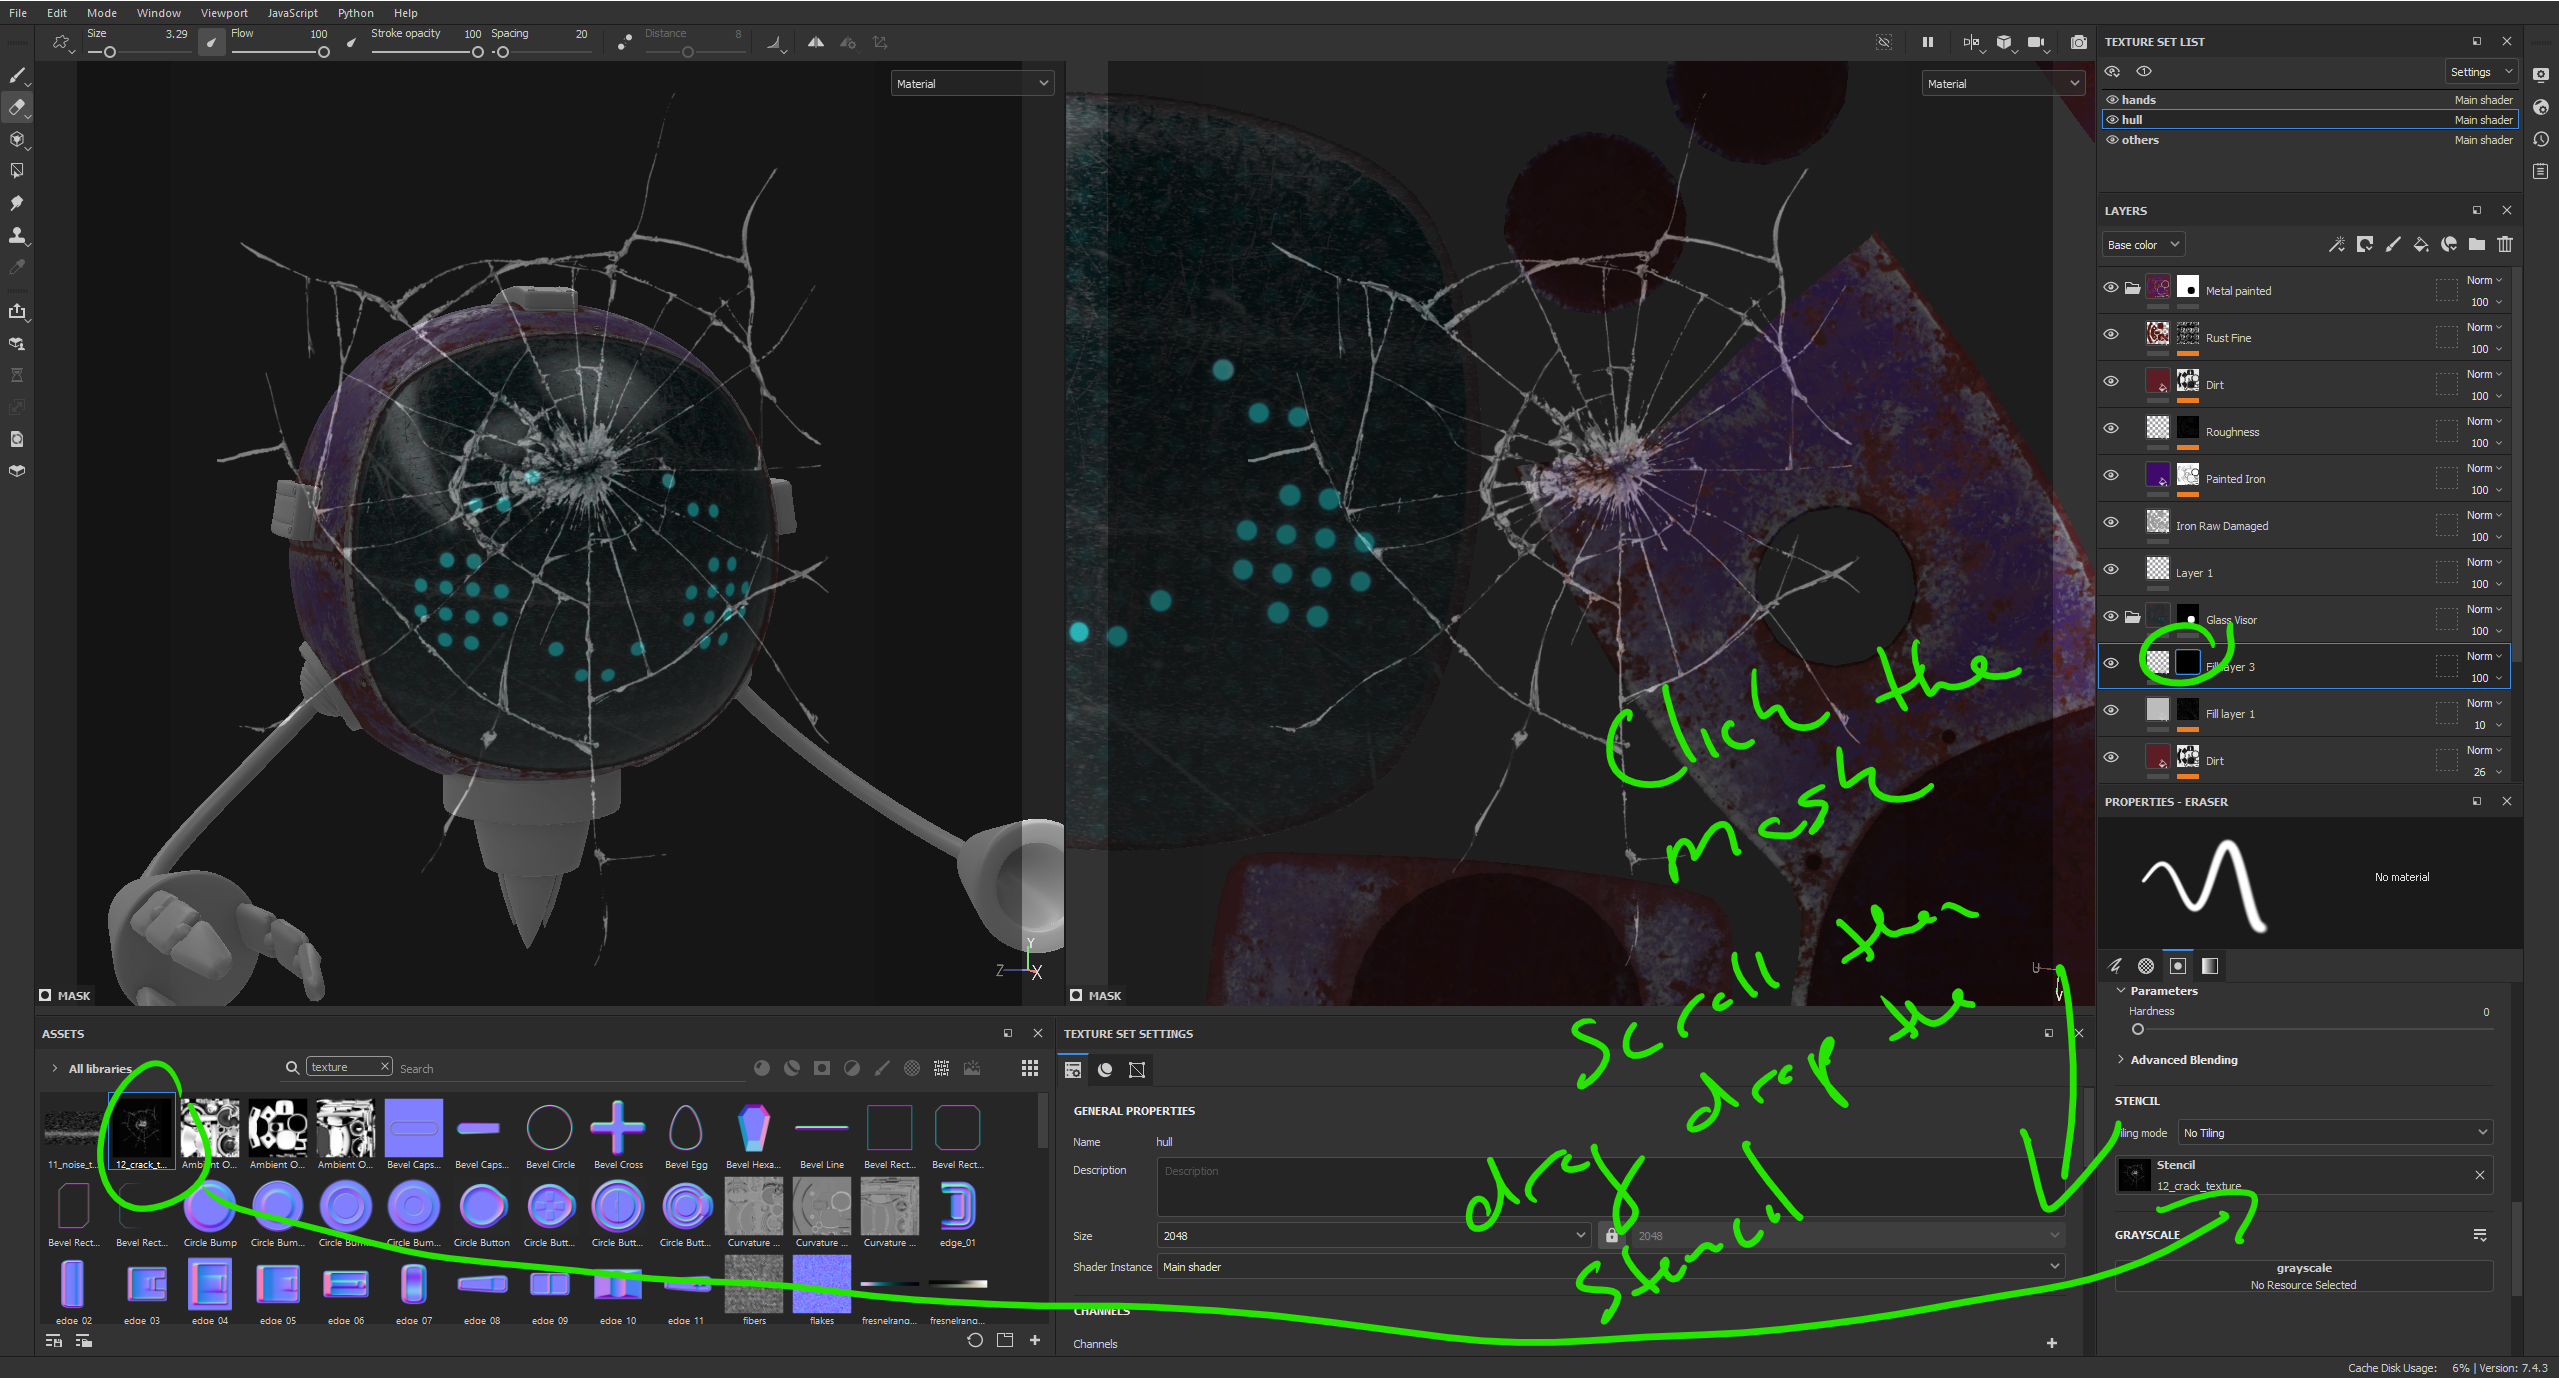 File Edit Mode Window Viewport JavaScript Python Help
Size 3.29 Flow 100 Stroke opacity 100 Spacing 20 Distance 8
Material
Material
MASK
MASK
Y
Z
X
U
V
Click the
mask
scroll then
drag drop the
stencil
TEXTURE SET LIST
Settings
hands Main shader
hull Main shader
others Main shader
LAYERS
Base color
Metal painted Norm 100
Rust Fine Norm 100
Dirt Norm 100
Roughness Norm 100
Painted Iron Norm 100
Iron Raw Damaged Norm 100
Layer 1 Norm 100
Glass Visor Norm 100
Fill layer 3 Norm 100
Fill layer 1 Norm 10
Dirt Norm 26
PROPERTIES - ERASER
No material
Parameters
Hardness 0
Advanced Blending
STENCIL
Tiling mode No Tiling
Stencil
12_crack_texture
GRAYSCALE
grayscale
No Resource Selected
ASSETS
All libraries texture Search
11_noise_t... 12_crack_t... Ambient O... Ambient O... Ambient O... Bevel Caps... Bevel Caps... Bevel Circle Bevel Cross Bevel Egg Bevel Hexa... Bevel Line Bevel Rect... Bevel Rect...
Bevel Rect... Bevel Rect... Circle Bump Circle Bum... Circle Bum... Circle Bum... Circle Button Circle Butt... Circle Butt... Circle Butt... Curvature ... Curvature ... Curvature ... edge_01
edge 02 edge 03 edge 04 edge 05 edge 06 edge 07 edge 08 edge 09 edge 10 edge 11 fibers flakes fresnelrang... fresnelrang...
TEXTURE SET SETTINGS
GENERAL PROPERTIES
Name hull
Description Description
Size 2048 2048
Shader Instance Main shader
CHANNELS
Channels
Cache Disk Usage: 6% | Version: 7.4.3